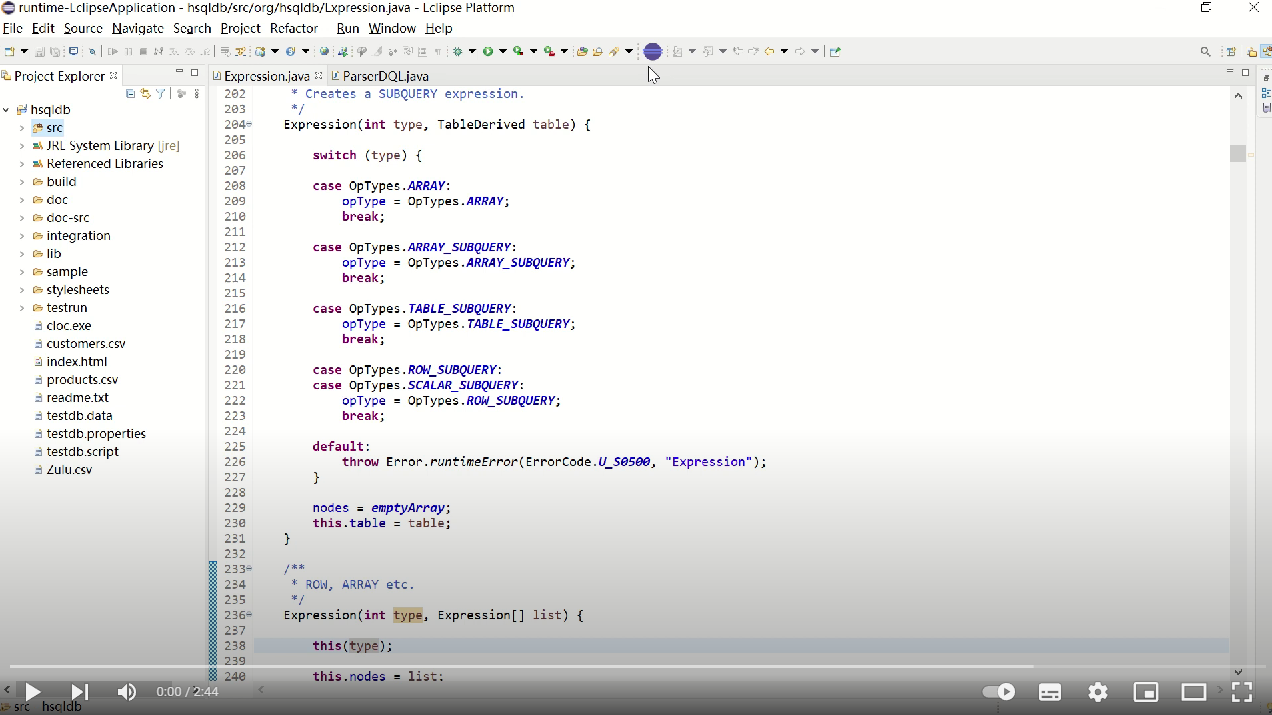 runtime-EclipseApplication - hsqldb/src/org/hsqldb/Expression.java - Eclipse Platform
File Edit Source Navigate Search Project Refactor Run Window Help
Project Explorer
Expression.java
ParserDQL.java
hsqldb
src
JRE System Library [jre]
Referenced Libraries
build
doc
doc-src
integration
lib
sample
stylesheets
testrun
cloc.exe
customers.csv
index.html
products.csv
readme.txt
testdb.data
testdb.properties
testdb.script
Zulu.csv
202 * Creates a SUBQUERY expression.
203 */
204 Expression(int type, TableDerived table) {
205
206 switch (type) {
207
208 case OpTypes.ARRAY:
209 opType = OpTypes.ARRAY;
210 break;
211
212 case OpTypes.ARRAY_SUBQUERY:
213 opType = OpTypes.ARRAY_SUBQUERY;
214 break;
215
216 case OpTypes.TABLE_SUBQUERY:
217 opType = OpTypes.TABLE_SUBQUERY;
218 break;
219
220 case OpTypes.ROW_SUBQUERY:
221 case OpTypes.SCALAR_SUBQUERY:
222 opType = OpTypes.ROW_SUBQUERY;
223 break;
224
225 default:
226 throw Error.runtimeError(ErrorCode.U_S0500, "Expression");
227 }
228
229 nodes = emptyArray;
230 this.table = table;
231 }
232
233 /**
234 * ROW, ARRAY etc.
235 */
236 Expression(int type, Expression[] list) {
237
238 this(type);
239
240 this.nodes = list;
0:00 / 2:44
src hsqldb